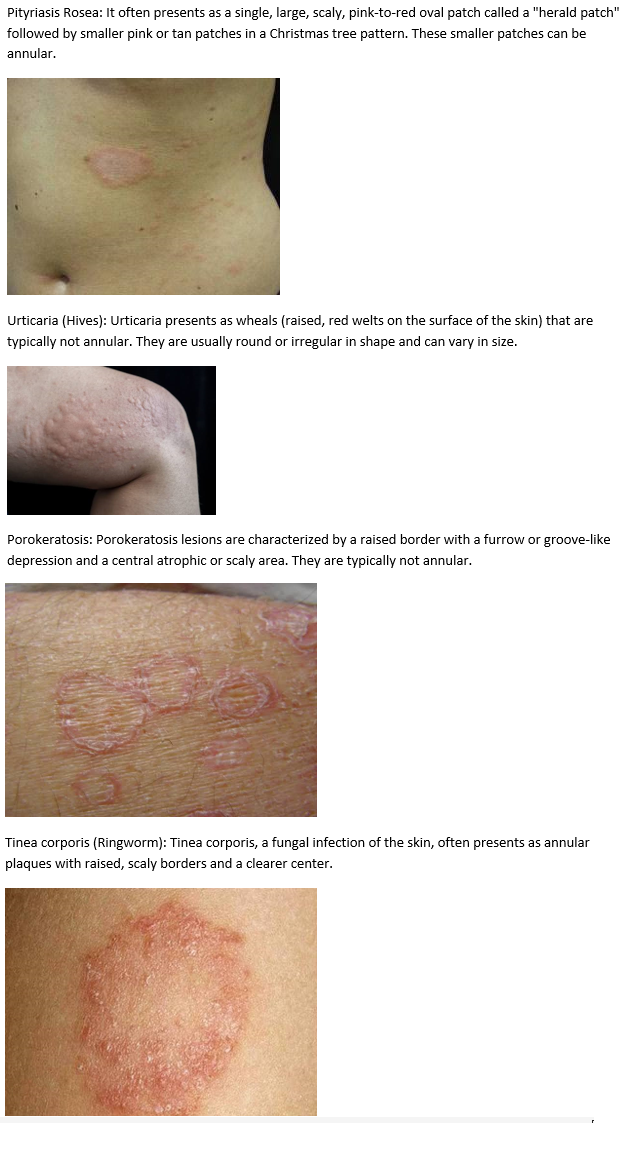 Pityriasis Rosea: It often presents as a single, large, scaly, pink-to-red oval patch called a "herald patch"
followed by smaller pink or tan patches in a Christmas tree pattern. These smaller patches can be
annular.
Urticaria (Hives): Urticaria presents as wheals (raised, red welts on the surface of the skin) that are
typically not annular. They are usually round or irregular in shape and can vary in size.
Porokeratosis: Porokeratosis lesions are characterized by a raised border with a furrow or groove-like
depression and a central atrophic or scaly area. They are typically not annular.
Tinea corporis (Ringworm): Tinea corporis, a fungal infection of the skin, often presents as annular
plaques with raised, scaly borders and a clearer center.